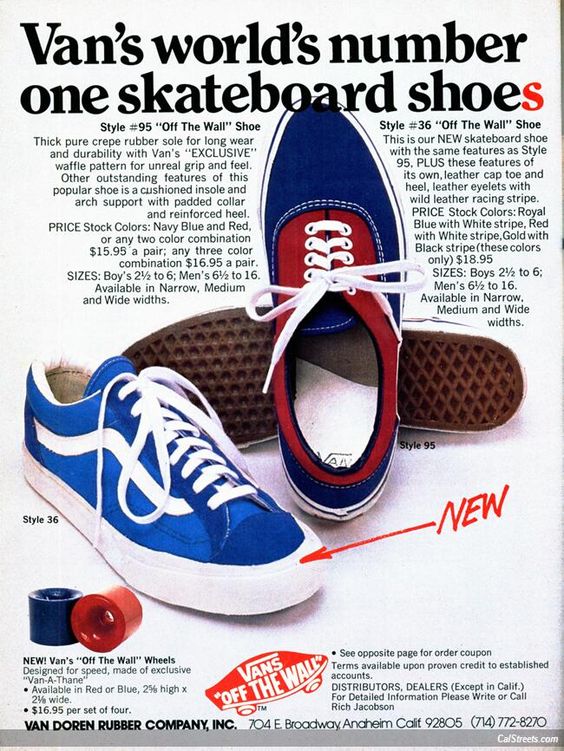 Van's world's number
one skateboard shoes
Style #95 "Off The Wall" Shoe
Thick pure crepe rubber sole for long wear
and durability with Van's "EXCLUSIVE"
waffle pattern for unreal grip and feel.
Other outstanding features of this
popular shoe is a cushioned insole and
arch support with padded collar
and reinforced heel.
PRICE Stock Colors: Navy Blue and Red,
or any two color combination
$15.95 a pair; any three color
combination $16.95 a pair.
SIZES: Boy's 2½ to 6; Men's 6½ to 16.
Available in Narrow, Medium
and Wide widths.
Style #36 "Off The Wall" Shoe
This is our NEW skateboard shoe
with the same features as Style
95, PLUS these features of
its own, leather cap toe and
heel, leather eyelets with
wild leather racing stripe.
PRICE Stock Colors: Royal
Blue with White stripe, Red
with White stripe, Gold with
Black stripe (these colors
only) $18.95
SIZES: Boys 2½ to 6;
Men's 6½ to 16.
Available in Narrow,
Medium and Wide
widths.
VAN
Style 95
Style 36
NEW
NEW! Van's "Off The Wall" Wheels
Designed for speed, made of exclusive
"Van-A-Thane"
• Available in Red or Blue, 2⅝ high x
2⅛ wide.
• $16.95 per set of four.
VANS
"OFF THE WALL"
TM
• See opposite page for order coupon
Terms available upon proven credit to established
accounts.
DISTRIBUTORS, DEALERS (Except in Calif.)
For Detailed Information Please Write or Call
Rich Jacobson
VAN DOREN RUBBER COMPANY, INC. 704 E. Broadway, Anaheim Calif. 92805 (714) 772-8270
CalStreets.com